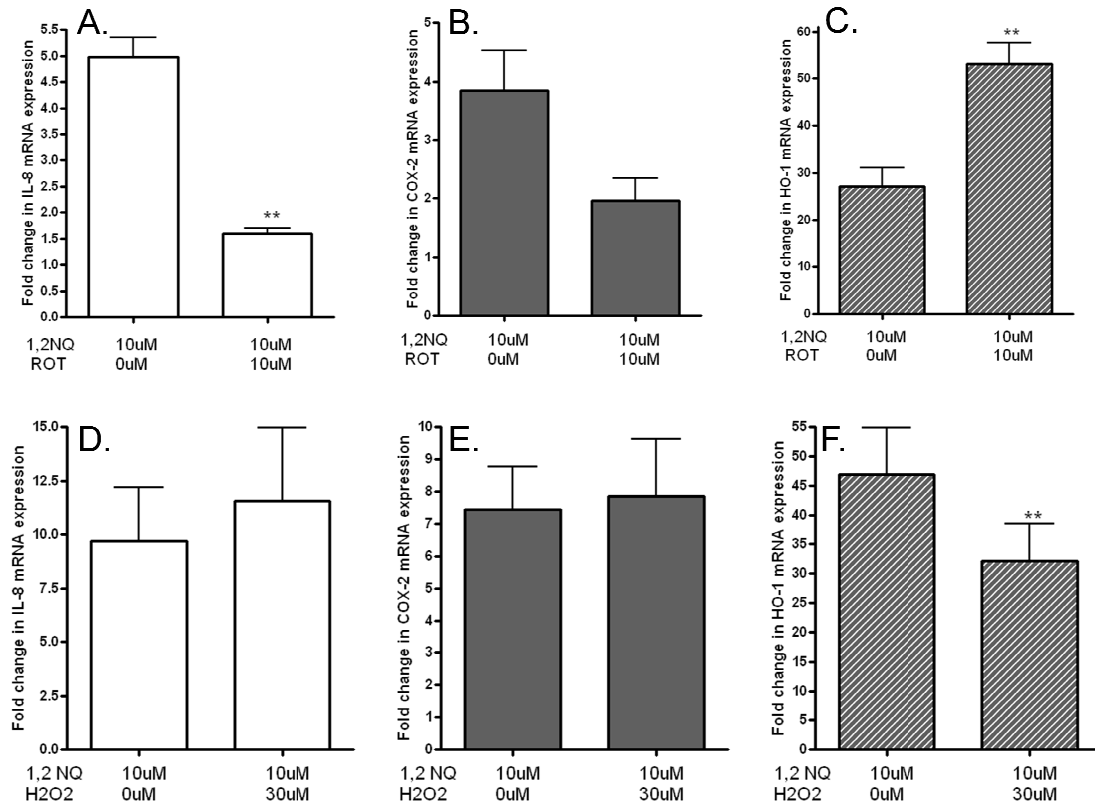 A.
Fold change in IL-8 mRNA expression
5.5
5.0
4.5
4.0
3.5
3.0
2.5
2.0
1.5
1.0
0.5
0.0
**
1,2NQ 10uM 10uM
ROT 0uM 10uM
B.
Fold change in COX-2 mRNA expression
5
4
3
2
1
0
1,2NQ 10uM 10uM
ROT 0uM 10uM
C.
Fold change in HO-1 mRNA expression
60
50
40
30
20
10
0
**
1,2NQ 10uM 10uM
ROT 0uM 10uM
D.
Fold change in IL-8 mRNA expression
15.0
12.5
10.0
7.5
5.0
2.5
0.0
1,2 NQ 10uM 10uM
H2O2 0uM 30uM
E.
Fold change in COX-2 mRNA expression
10
9
8
7
6
5
4
3
2
1
0
1,2 NQ 10uM 10uM
H2O2 0uM 30uM
F.
Fold change in HO-1 mRNA expression
55
50
45
40
35
30
25
20
15
10
5
0
**
1,2 NQ 10uM 10uM
H2O2 0uM 30uM